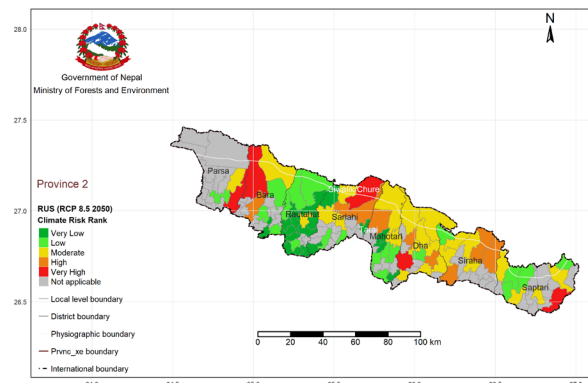 N
28.0
Government of Nepal
Ministry of Forests and Environment
27.5
Province 2
Parsa
Bara
Siwalik/Chure
RUS (RCP 8.5 2050)
Climate Risk Rank
27.0
Very Low
Low
Moderate
High
Very High
Not applicable
Rautahat
Sarlahi
Mahottari
Dha
Siraha
Saptari
Local level boundary
District boundary
26.5
Physiographic boundary
Prvnc_xe boundary
International boundary
0 20 40 60 80 100 km